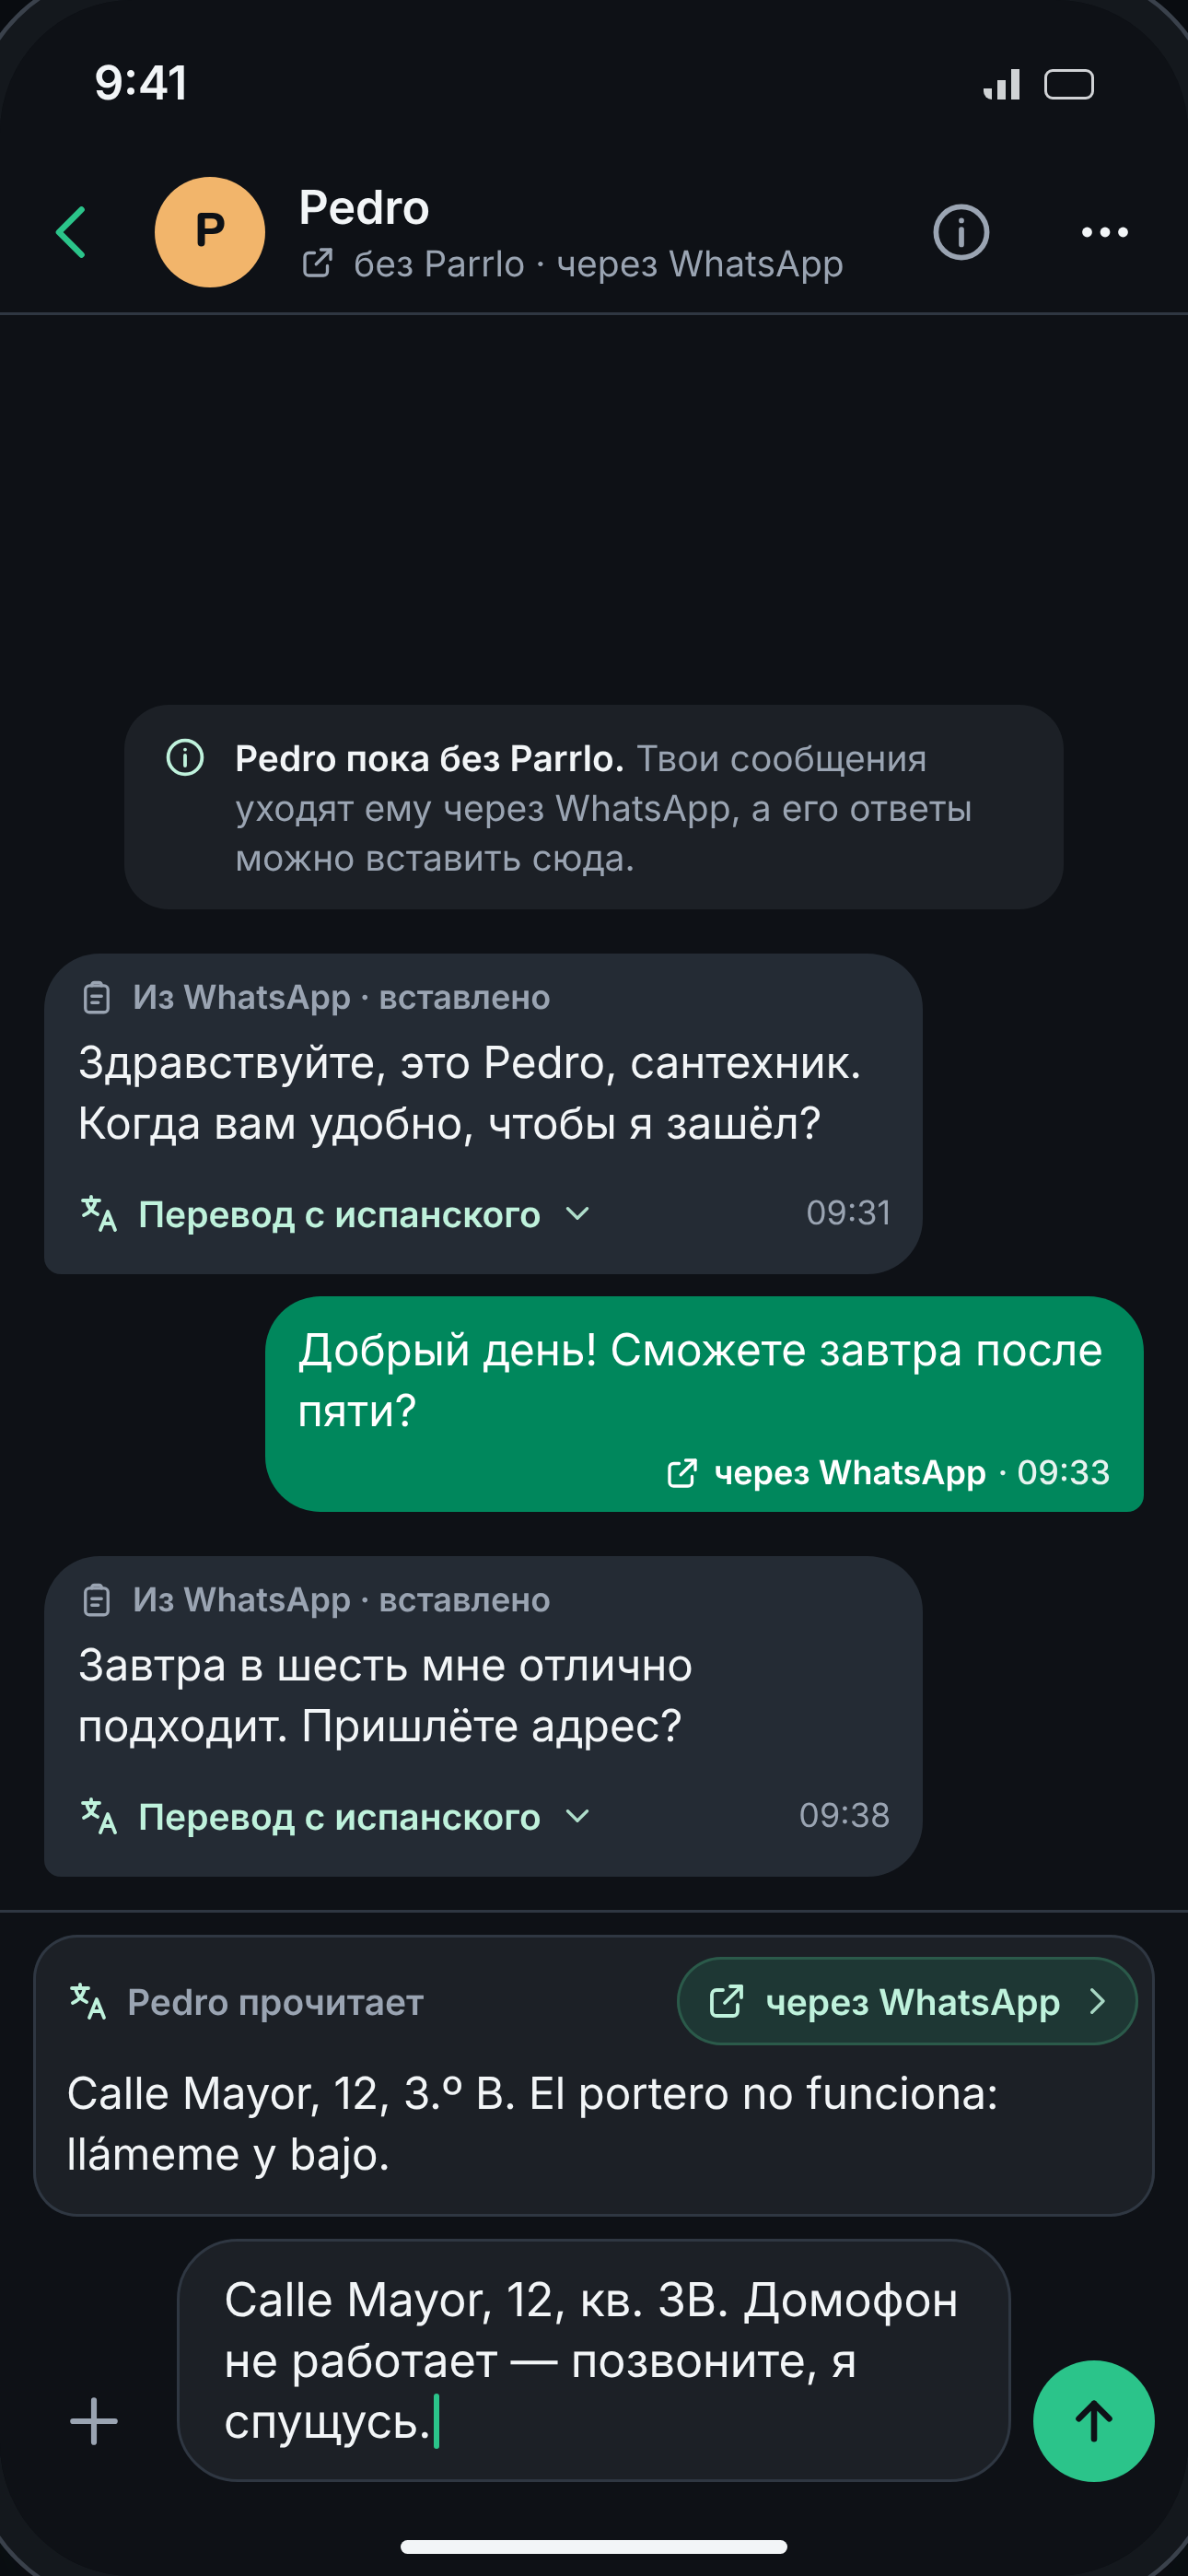 9:41
P
Pedro
без Parrlo · через WhatsApp
Pedro пока без Parrlo. Твои сообщения
уходят ему через WhatsApp, а его ответы
можно вставить сюда.
Из WhatsApp · вставлено
Здравствуйте, это Pedro, сантехник.
Когда вам удобно, чтобы я зашёл?
Перевод с испанского
09:31
Добрый день! Сможете завтра после
пяти?
через WhatsApp · 09:33
Из WhatsApp · вставлено
Завтра в шесть мне отлично
подходит. Пришлёте адрес?
Перевод с испанского
09:38
Pedro прочитает
через WhatsApp
Calle Mayor, 12, 3.º B. El portero no funciona:
llámeme y bajo.
Calle Mayor, 12, кв. 3B. Домофон
не работает — позвоните, я
спущусь.